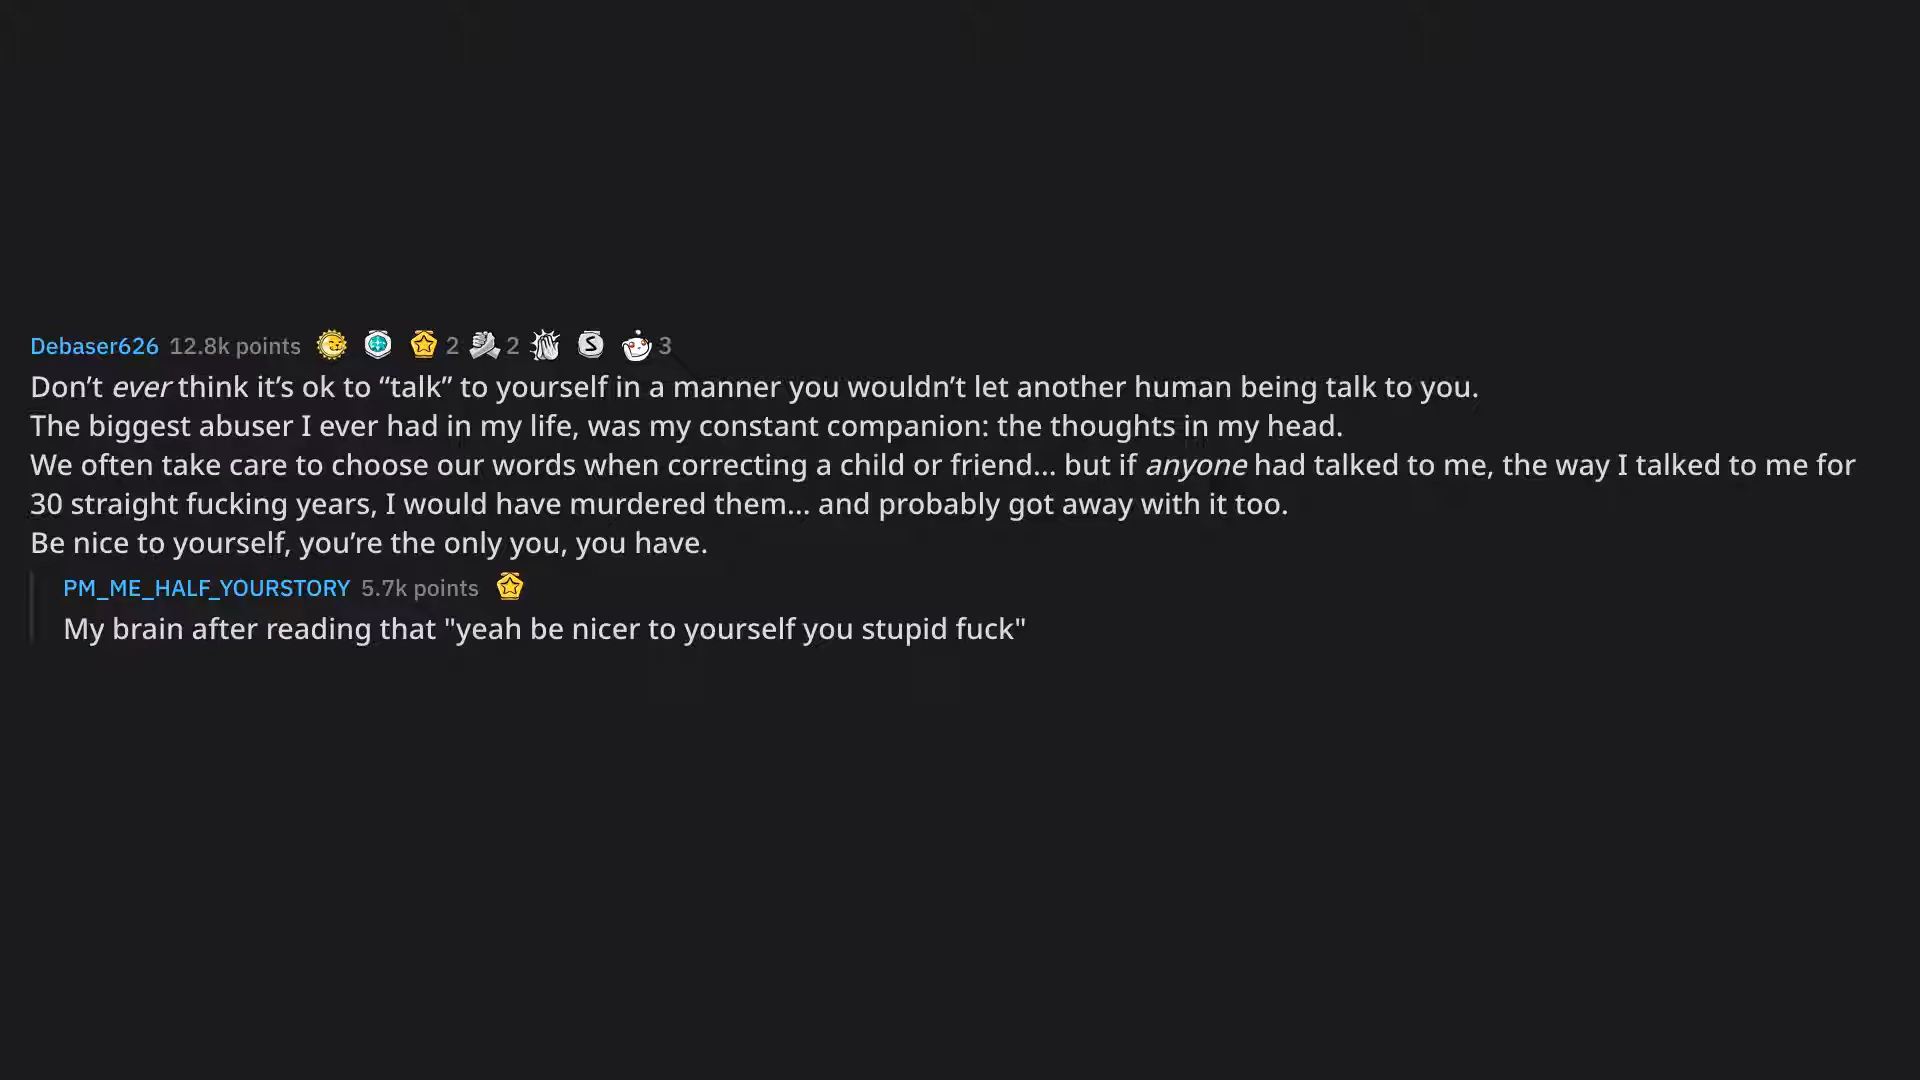 Debaser626 12.8k points 2 2 S 3
Don’t ever think it’s ok to “talk” to yourself in a manner you wouldn’t let another human being talk to you.
The biggest abuser I ever had in my life, was my constant companion: the thoughts in my head.
We often take care to choose our words when correcting a child or friend... but if anyone had talked to me, the way I talked to me for
30 straight fucking years, I would have murdered them... and probably got away with it too.
Be nice to yourself, you’re the only you, you have.
PM_ME_HALF_YOURSTORY 5.7k points
My brain after reading that "yeah be nicer to yourself you stupid fuck"